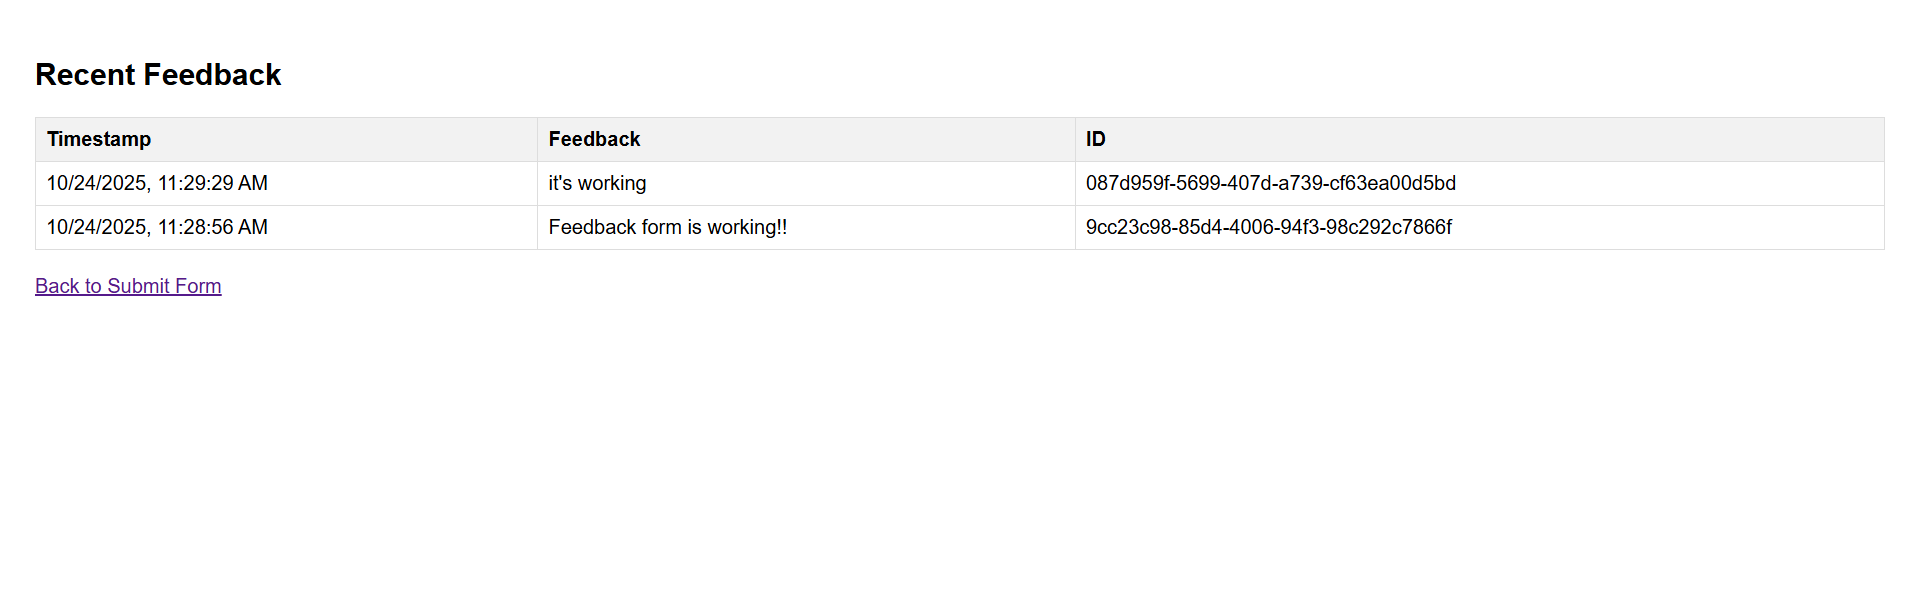 Recent Feedback
Timestamp Feedback ID
10/24/2025, 11:29:29 AM it's working 087d959f-5699-407d-a739-cf63ea00d5bd
10/24/2025, 11:28:56 AM Feedback form is working!! 9cc23c98-85d4-4006-94f3-98c292c7866f
Back to Submit Form